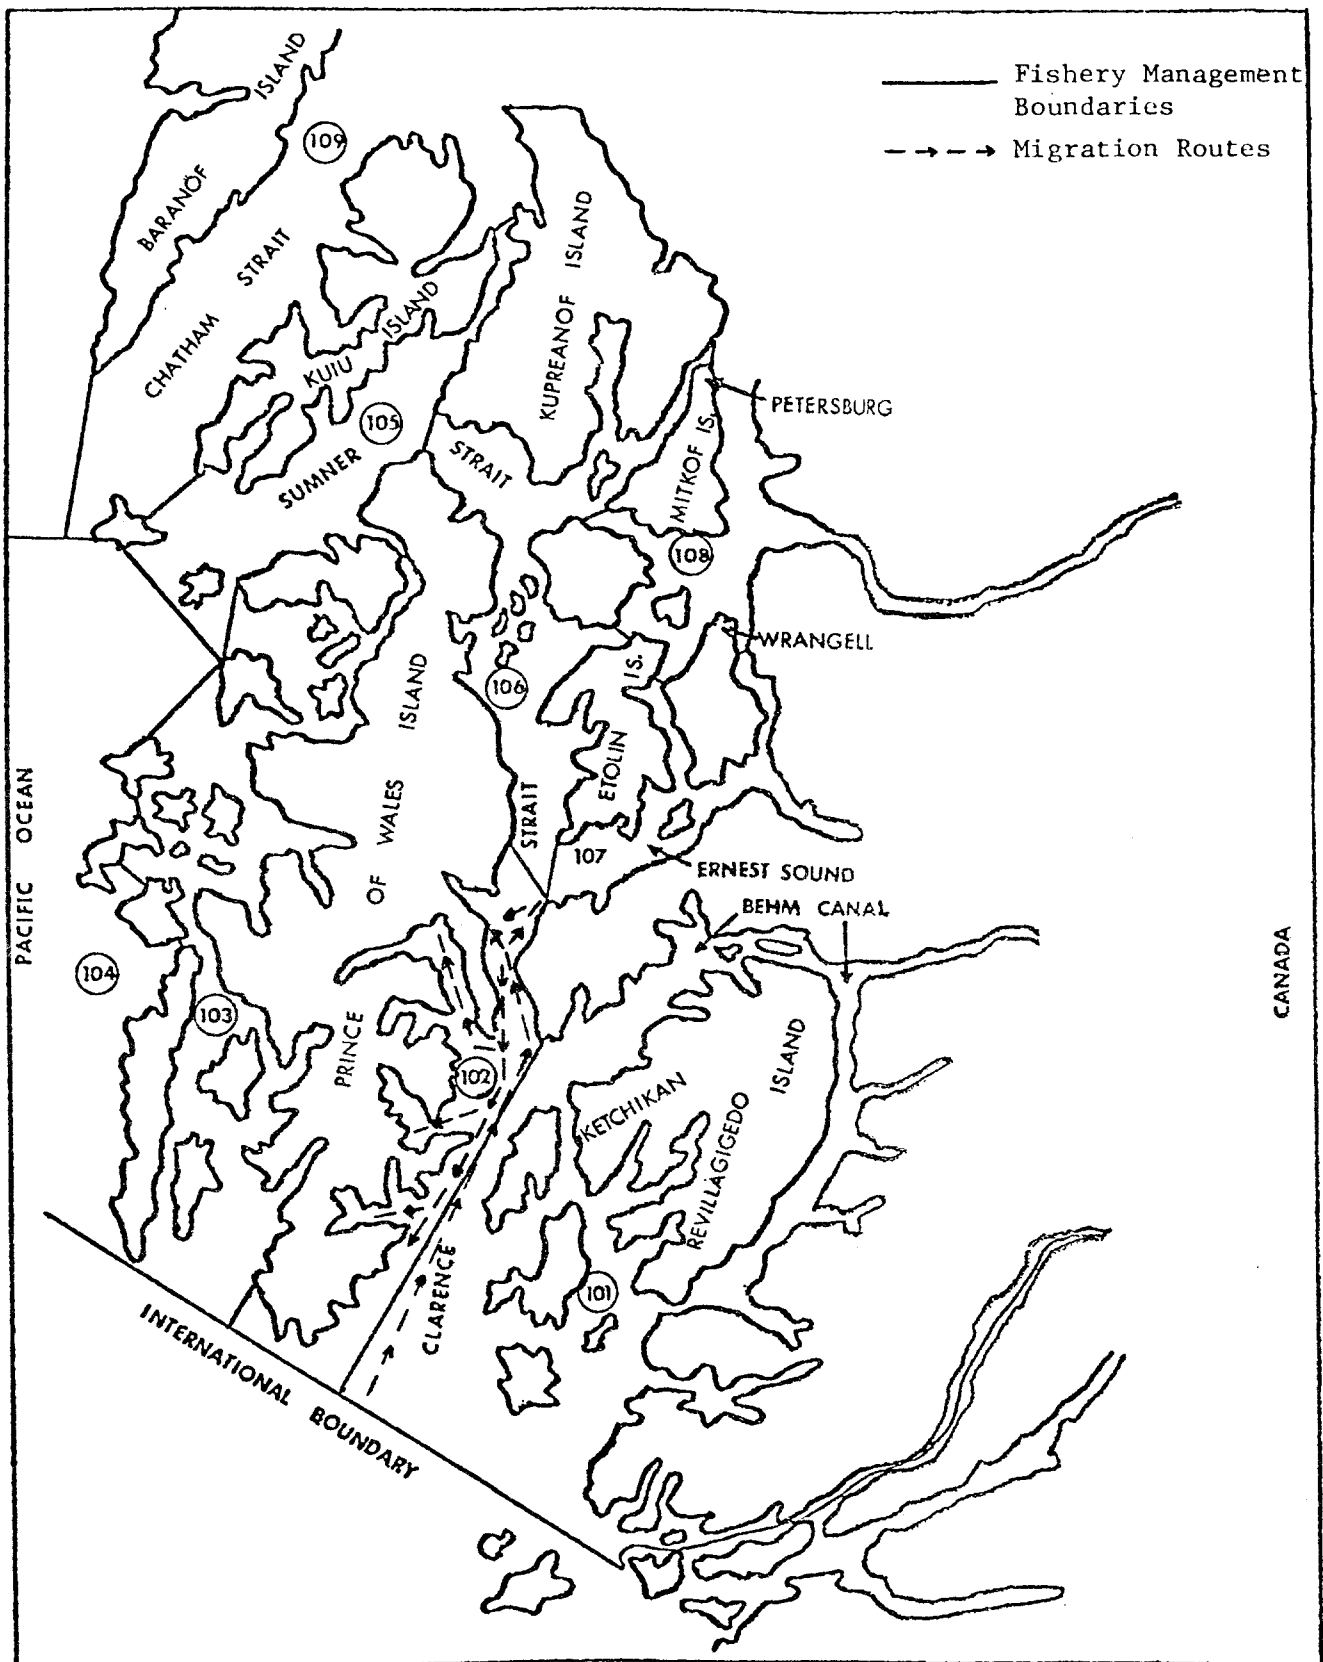 Fishery Management
Boundaries
Migration Routes
BARANOF
ISLAND
109
CHATHAM
STRAIT
KUIU
ISLAND
KUPREANOF
ISLAND
105
SUMNER
STRAIT
PETERSBURG
MITKOF IS.
108
WRANGELL
106
ETOLIN
IS.
PRINCE
OF WALES
ISLAND
STRAIT
107
ERNEST SOUND
BEHM CANAL
PACIFIC OCEAN
CANADA
104
103
102
KETCHIKAN
REVILLAGIGEDO
ISLAND
101
CLARENCE
INTERNATIONAL BOUNDARY